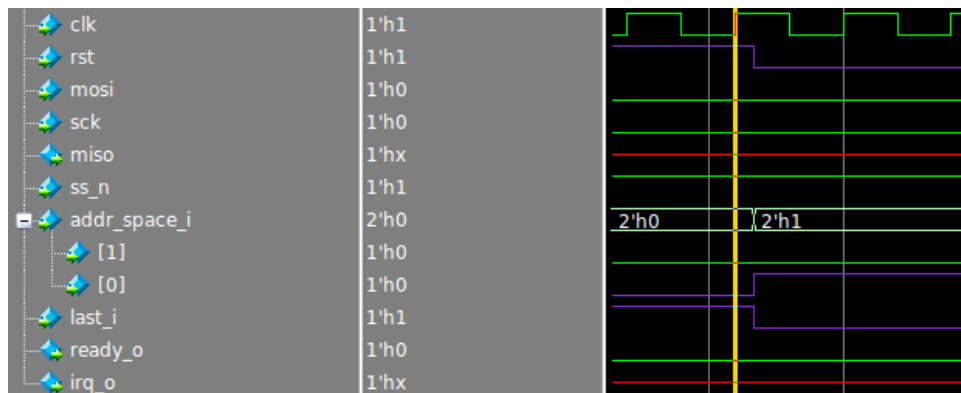 clk 1'h1
rst 1'h1
mosi 1'h0
sck 1'h0
miso 1'hx
ss_n 1'h1
addr_space_i 2'h0 2'h0 2'h1
[1] 1'h0
[0] 1'h0
last_i 1'h1
ready_o 1'h0
irq_o 1'hx